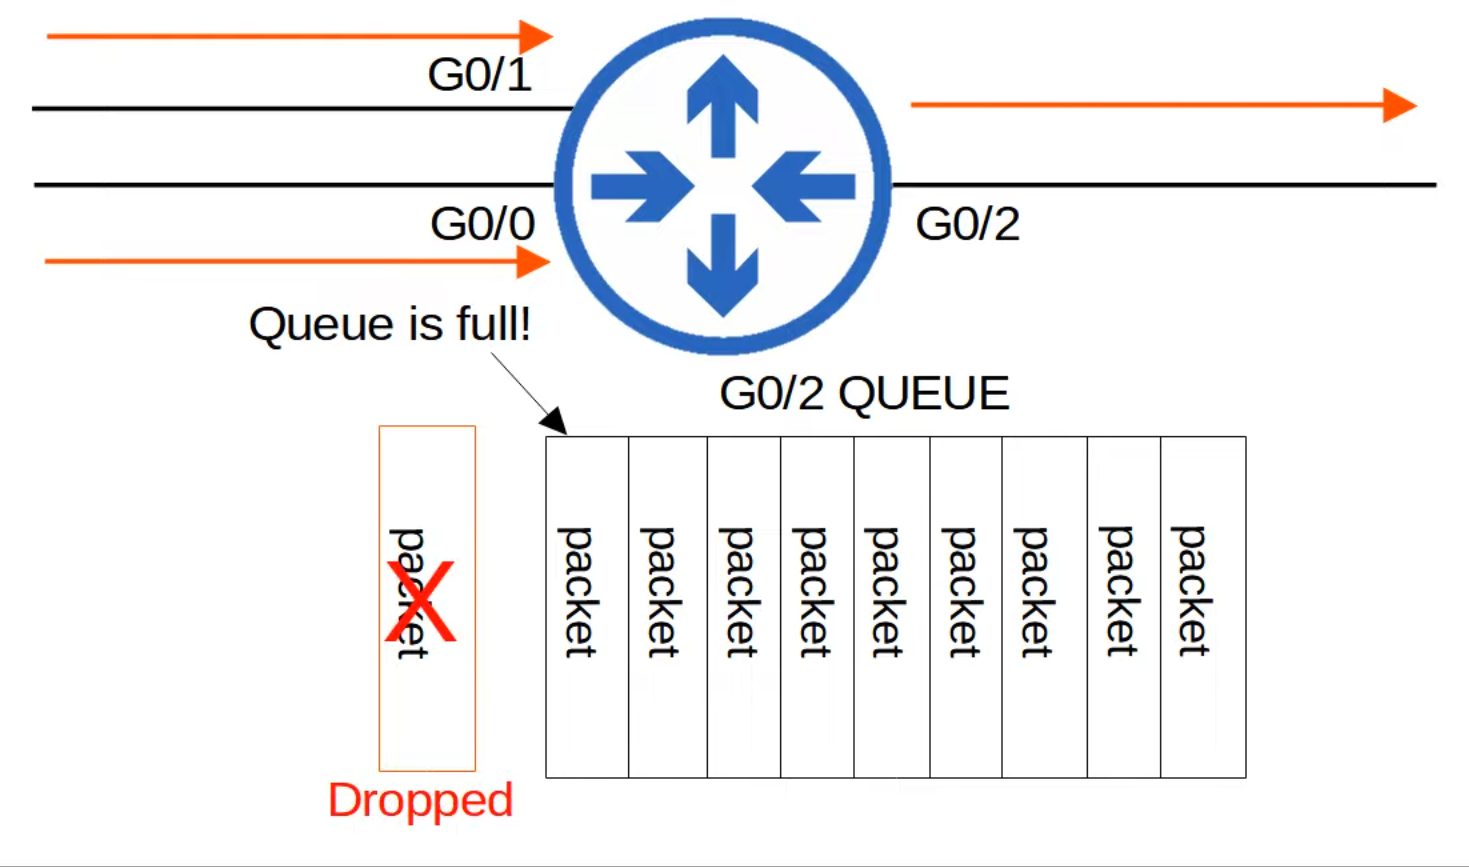 G0/1
G0/0
G0/2
Queue is full!
G0/2 QUEUE
packet
X
packet
packet
packet
packet
packet
packet
packet
packet
packet
Dropped